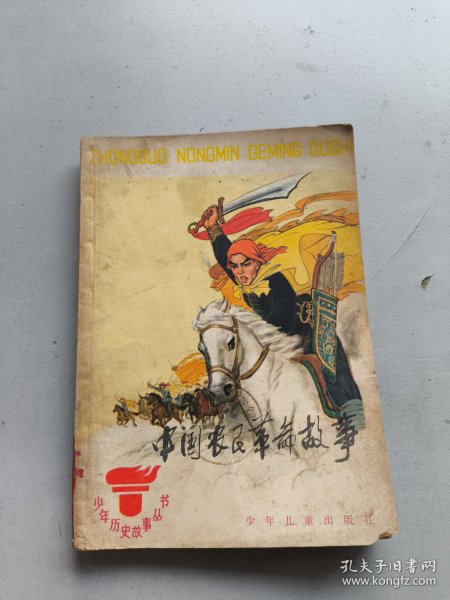 ZHONGGUO NONGMIN GEMING GUSHI
中国农民革命故事
少年历史故事丛书
少年儿童出版社
孔夫子旧书网
www.kongfz.com